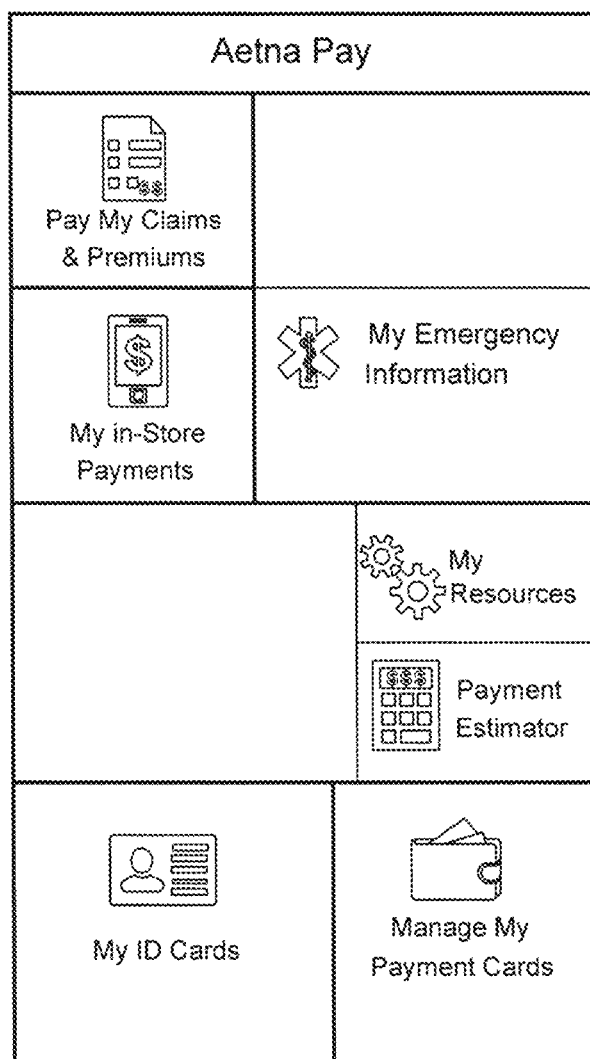 Aetna Pay
Pay My Claims
& Premiums
My in-Store
Payments
My Emergency
Information
My
Resources
Payment
Estimator
My ID Cards
Manage My
Payment Cards